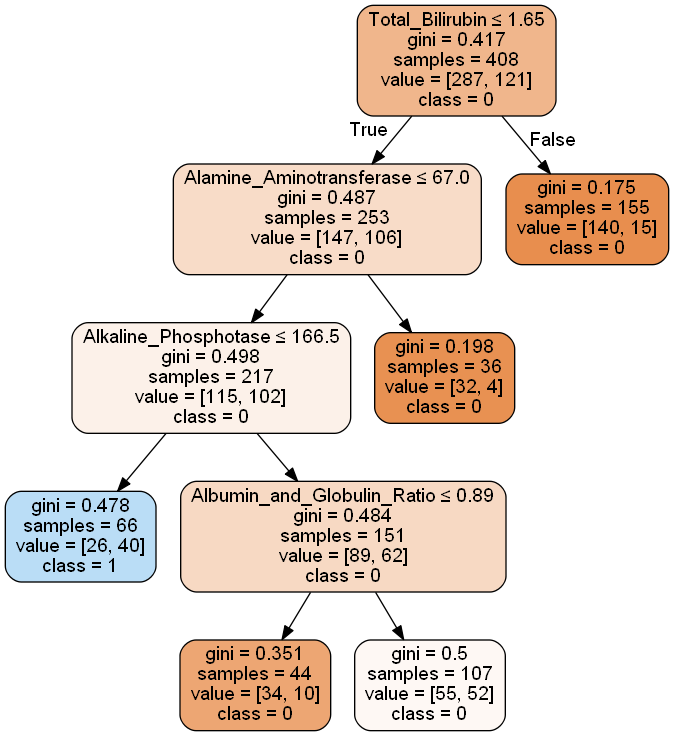 Total_Bilirubin ≤ 1.65
gini = 0.417
samples = 408
value = [287, 121]
class = 0
True
False
Alamine_Aminotransferase ≤ 67.0
gini = 0.487
samples = 253
value = [147, 106]
class = 0
gini = 0.175
samples = 155
value = [140, 15]
class = 0
Alkaline_Phosphotase ≤ 166.5
gini = 0.498
samples = 217
value = [115, 102]
class = 0
gini = 0.198
samples = 36
value = [32, 4]
class = 0
gini = 0.478
samples = 66
value = [26, 40]
class = 1
Albumin_and_Globulin_Ratio ≤ 0.89
gini = 0.484
samples = 151
value = [89, 62]
class = 0
gini = 0.351
samples = 44
value = [34, 10]
class = 0
gini = 0.5
samples = 107
value = [55, 52]
class = 0